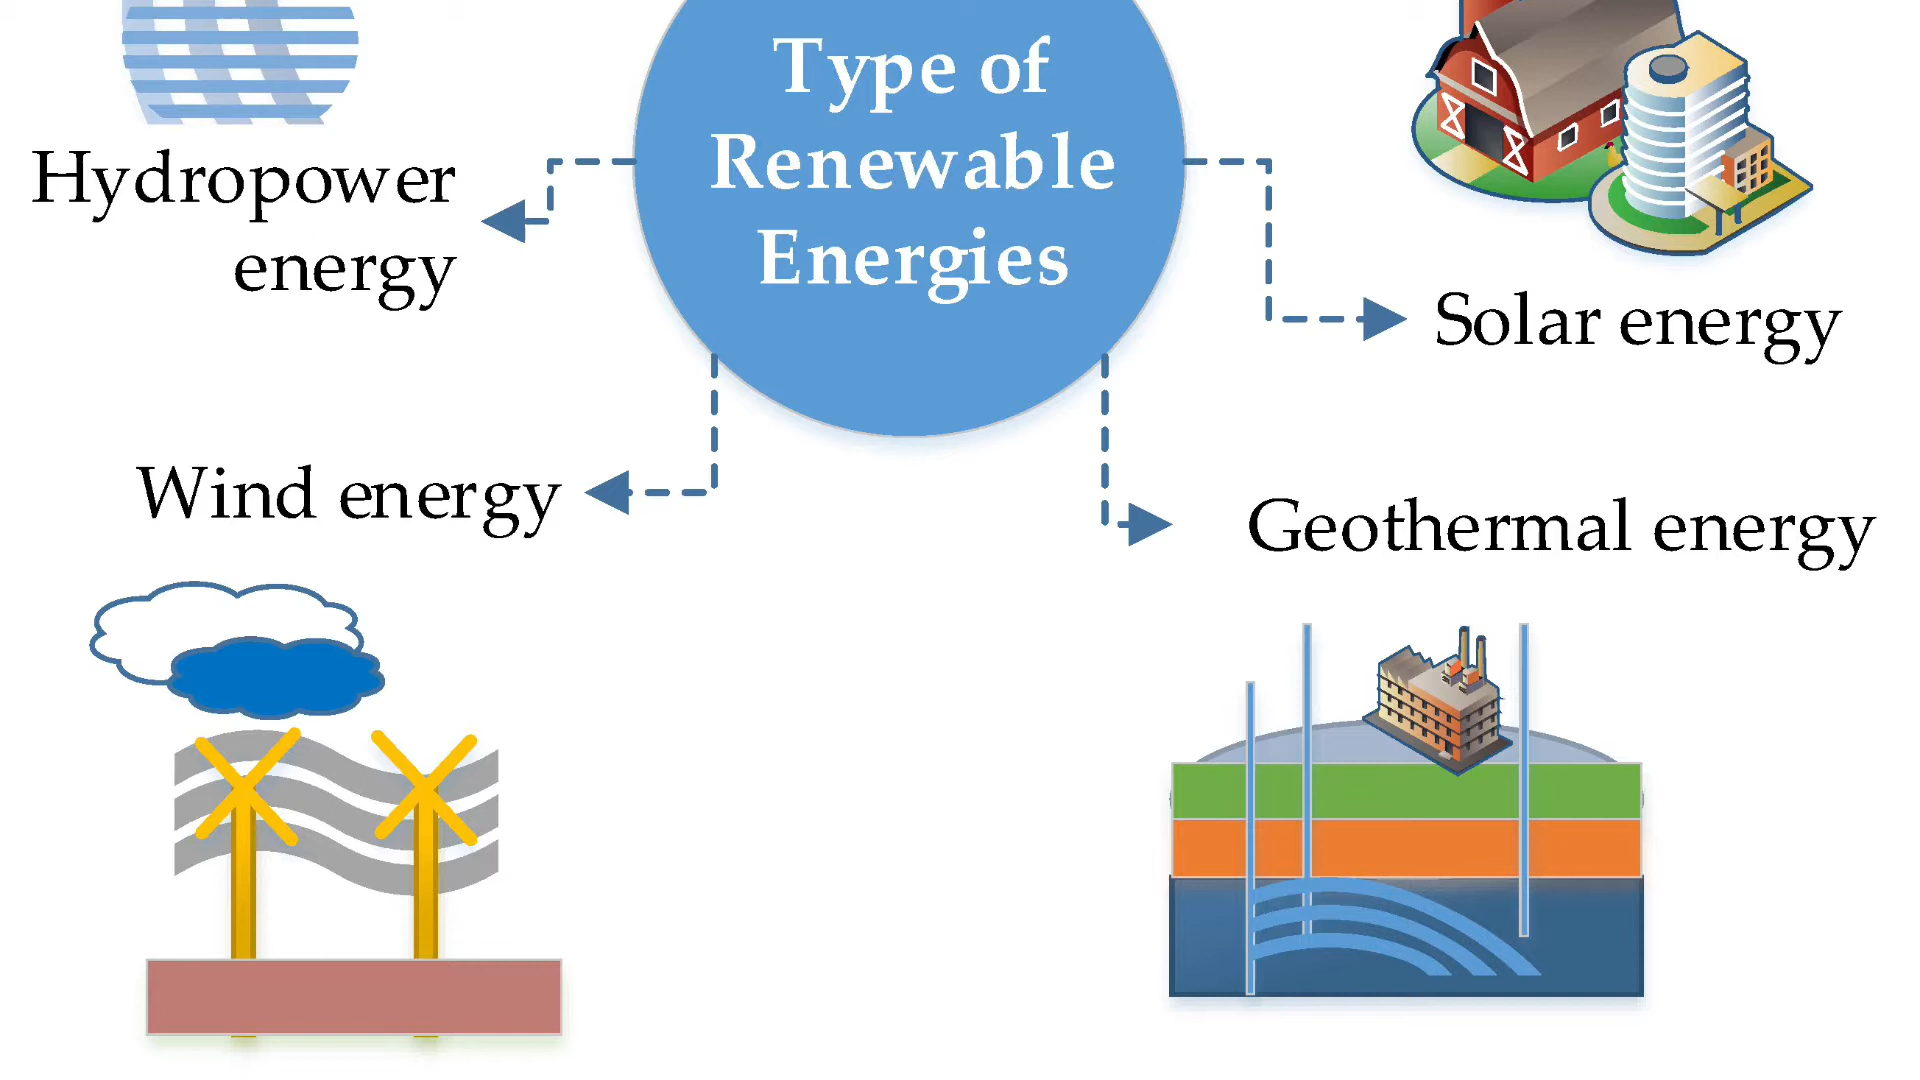 Type of
Renewable
Energies
Hydropower
energy
Solar energy
Wind energy
Geothermal energy